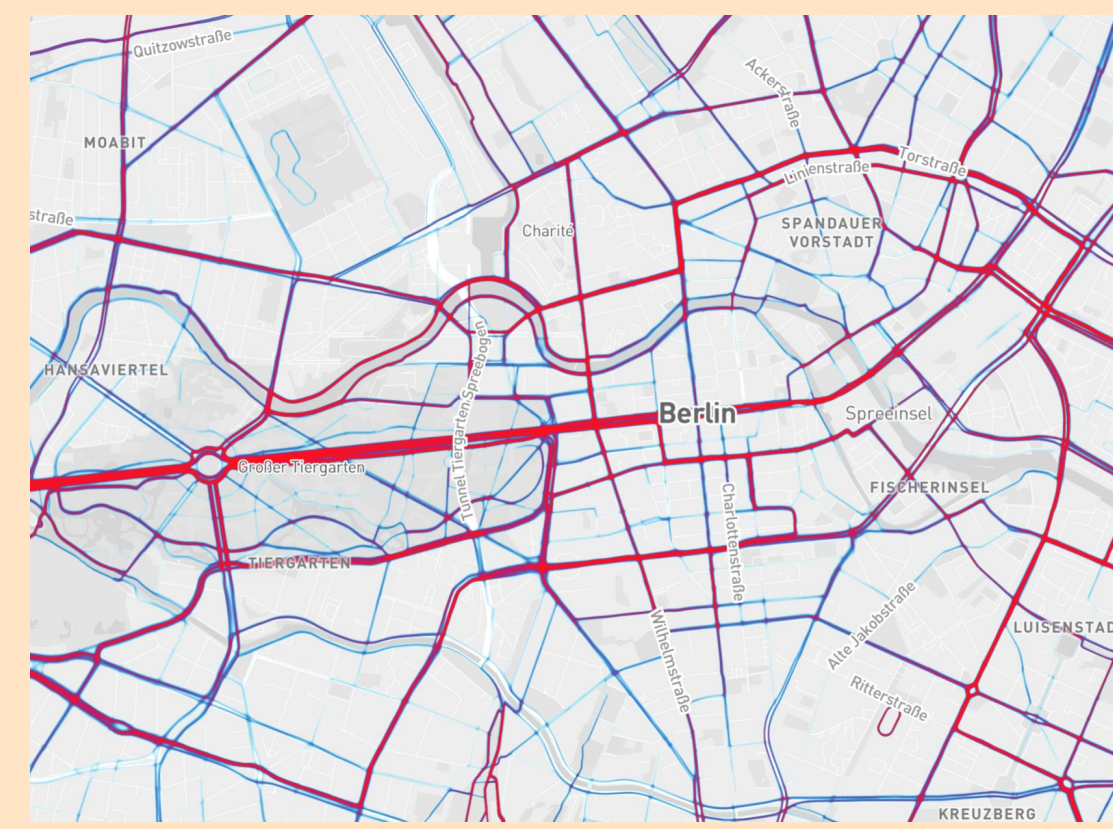 Quitzowstraße
Ackerstraße
MOABIT
Torstraße
Linienstraße
straße
Charité
SPANDAUER
VORSTADT
HANSAVIERTEL
Tunnel Tiergarten Spreebogen
Berlin
Spreeinsel
Großer Tiergarten
FISCHERINSEL
Charlottenstraße
TIERGARTEN
Alte Jakobstraße
LUISENSTAD
Wilhelmstraße
Ritterstraße
KREUZBERG